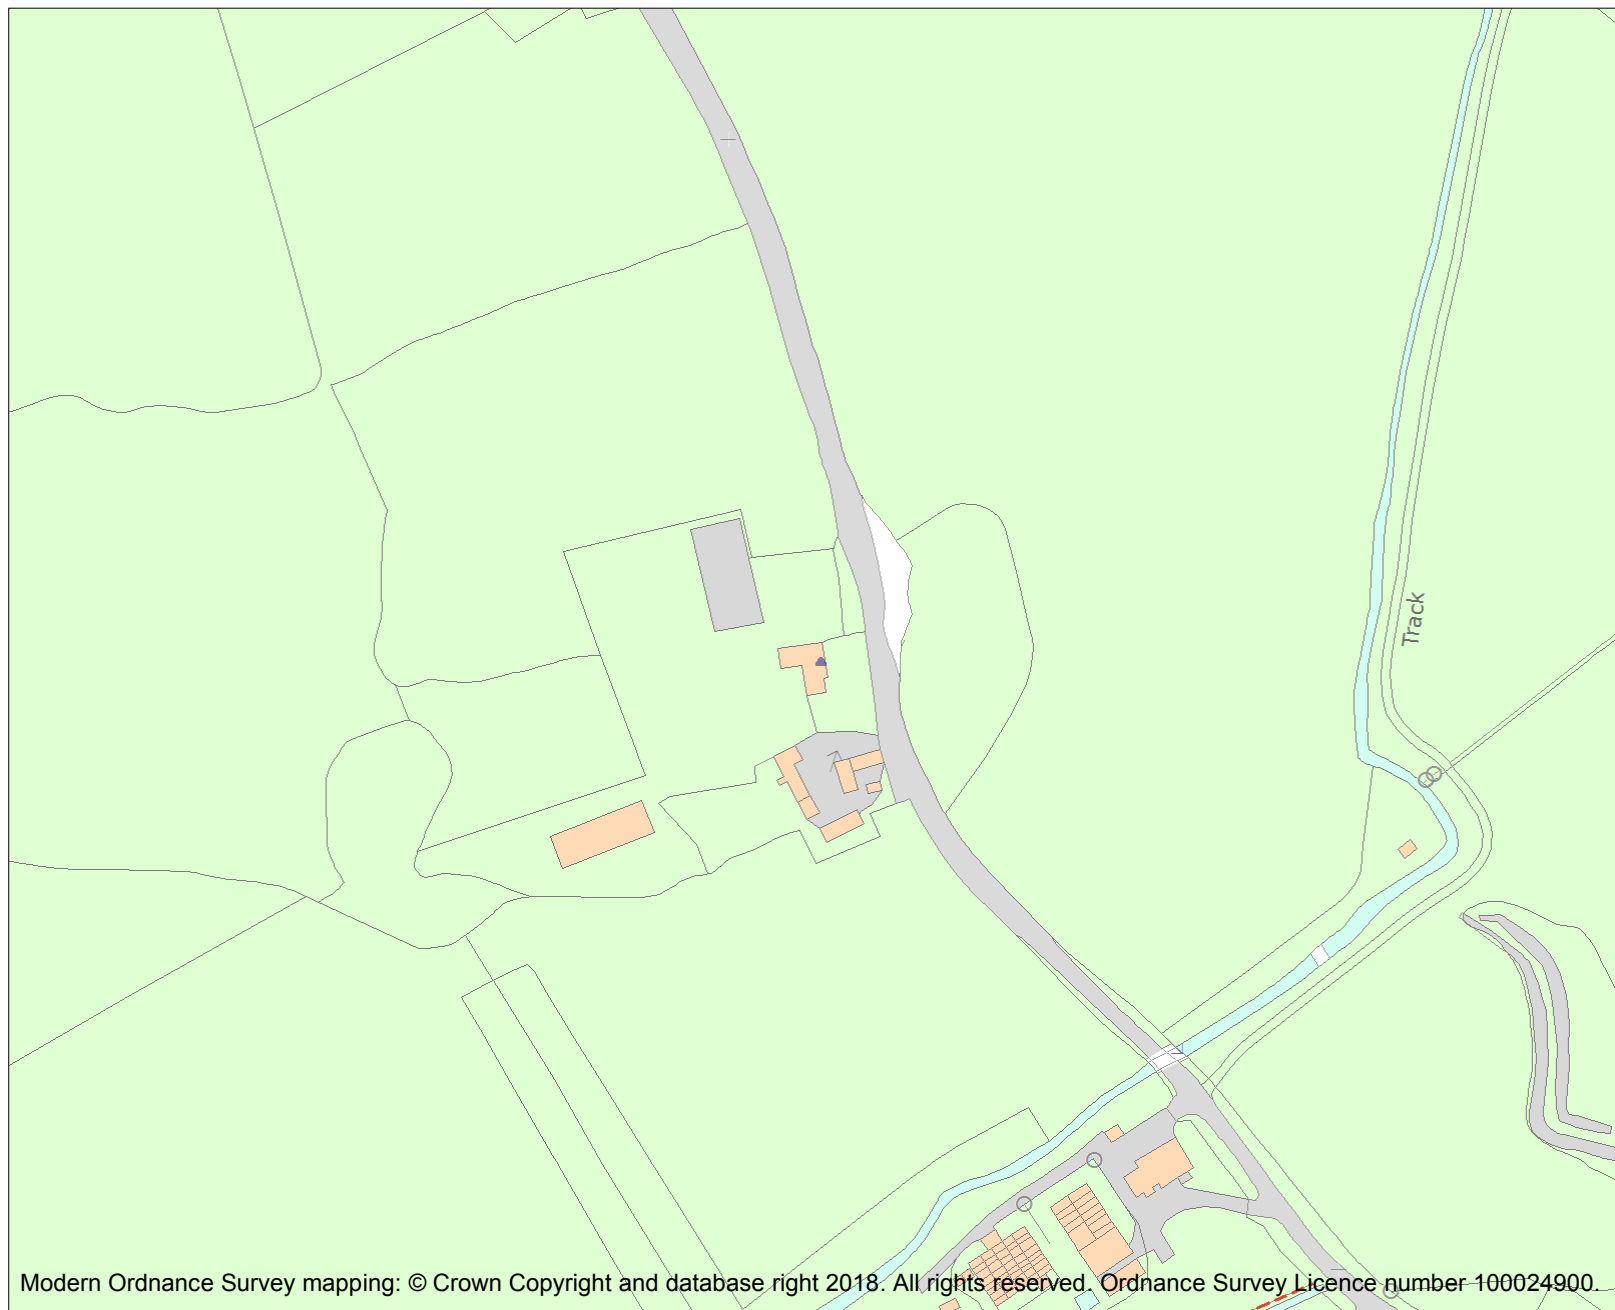 Track
Modern Ordnance Survey mapping: © Crown Copyright and database right 2018. All rights reserved. Ordnance Survey Licence number 100024900.